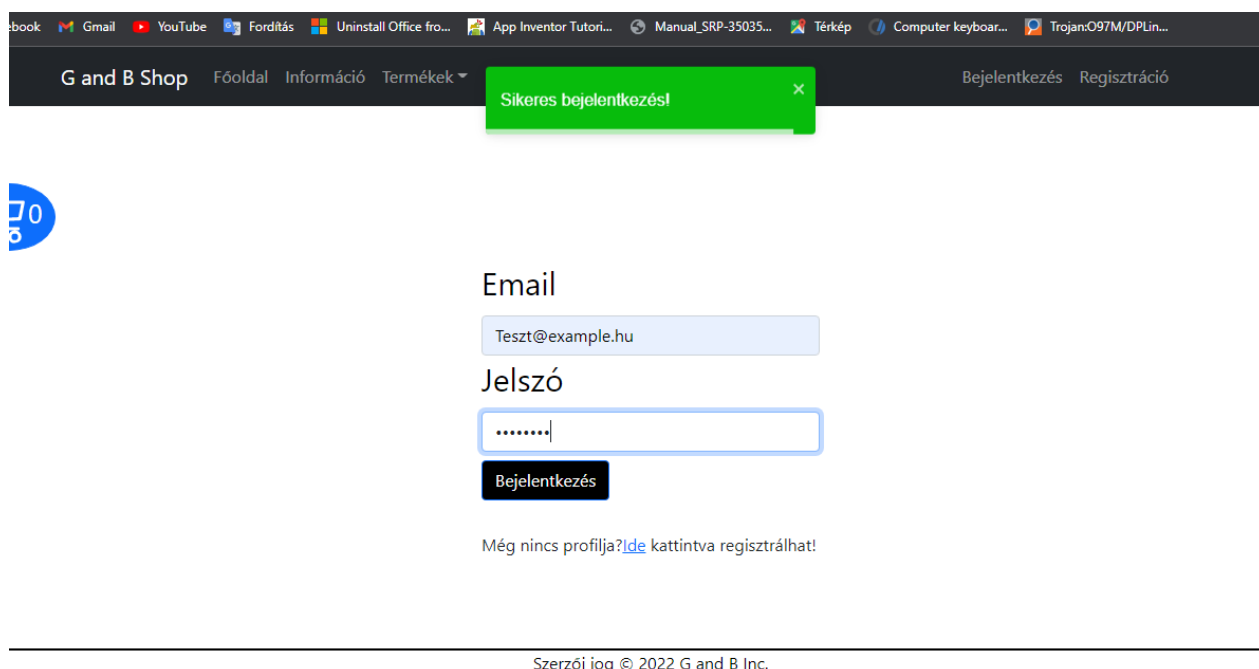 ebook Gmail YouTube Fordítás Uninstall Office fro... App Inventor Tutori... Manual_SRP-35035... Térkép Computer keyboar... Trojan:O97M/DPLin...
G and B Shop Főoldal Információ Termékek Bejelentkezés Regisztráció
Sikeres bejelentkezés! ×
0
Email
Teszt@example.hu
Jelszó
••••••••
Bejelentkezés
Még nincs profilja?Ide kattintva regisztrálhat!
Szerzői jog © 2022 G and B Inc.